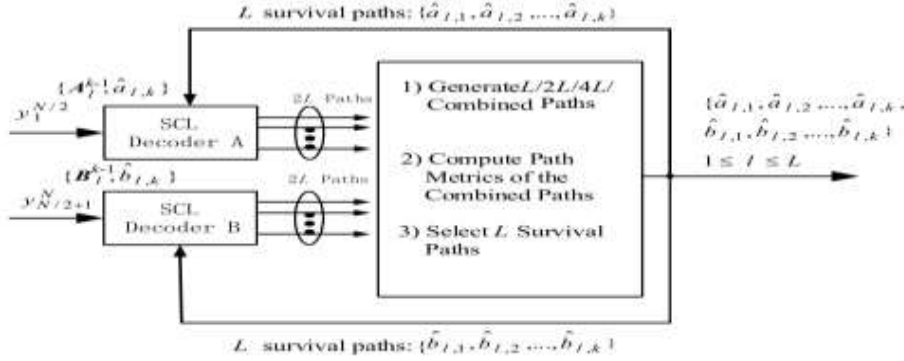 L survival paths: {â_{l,1}, â_{l,2}, ..., â_{l,k}}
{A_l^{k-1}, â_{l,k}}
y_1^{N/2}
SCL
Decoder A
2L Paths
1) Generate L/2L/4L/
Combined Paths
2) Compute Path
Metrics of the
Combined Paths
3) Select L Survival
Paths
{â_{l,1}, â_{l,2}, ..., â_{l,k},
b̂_{l,1}, b̂_{l,2}, ..., b̂_{l,k}}
1 ≤ l ≤ L
{B_l^{k-1}, b̂_{l,k}}
y_{N/2+1}^N
SCL
Decoder B
2L Paths
L survival paths: {b̂_{l,1}, b̂_{l,2}, ..., b̂_{l,k}}